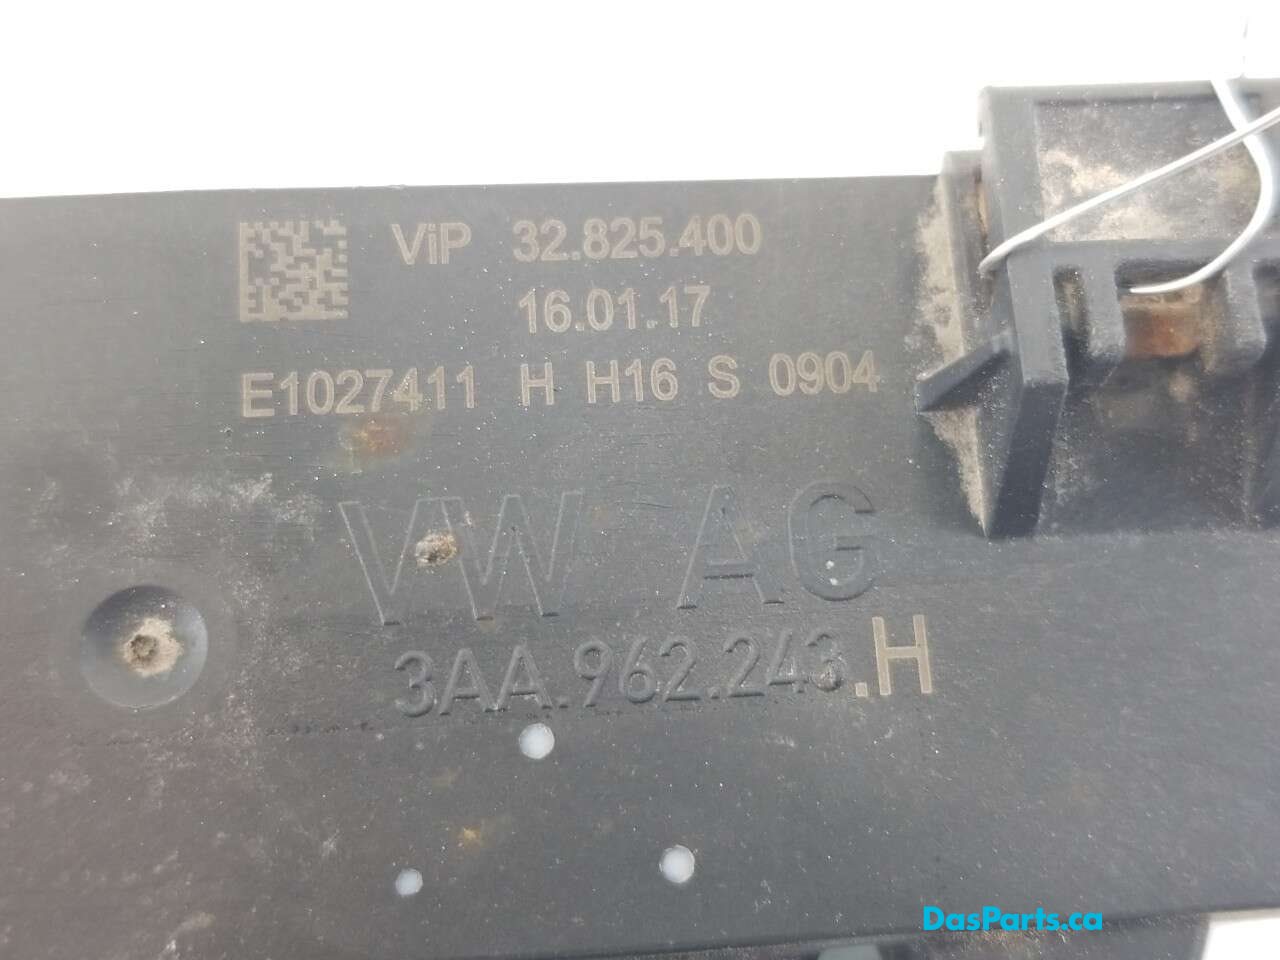 ViP 32.825.400
16.01.17
E1027411 H H16 S 0904
VW AG
3AA.962.243.H
DasParts.ca